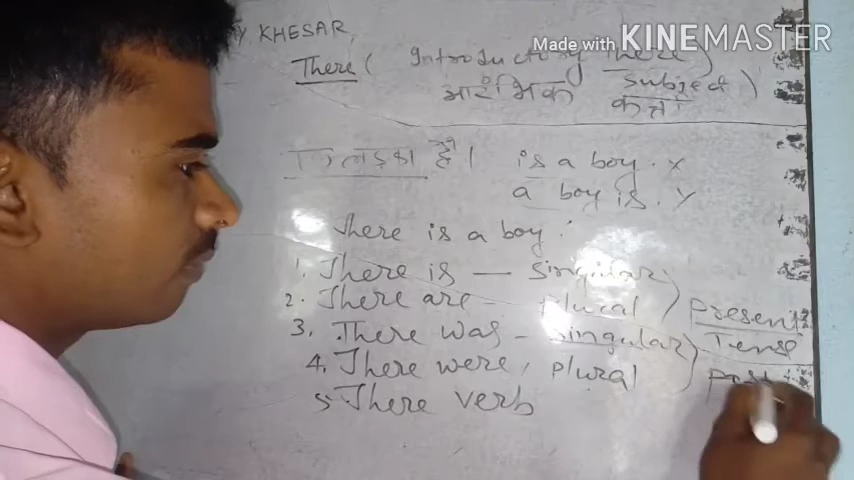 BY KHESAR,
Made with KINEMASTER
There ( Introductory There )
आरंभिक Subject )
कर्ता
लड़का है। is a boy. x
a boy is. x
There is a boy.
1. There is — singular
2. There are plural ) present
Tense
3. There was - singular
4. There were, plural ) past
5. There verb